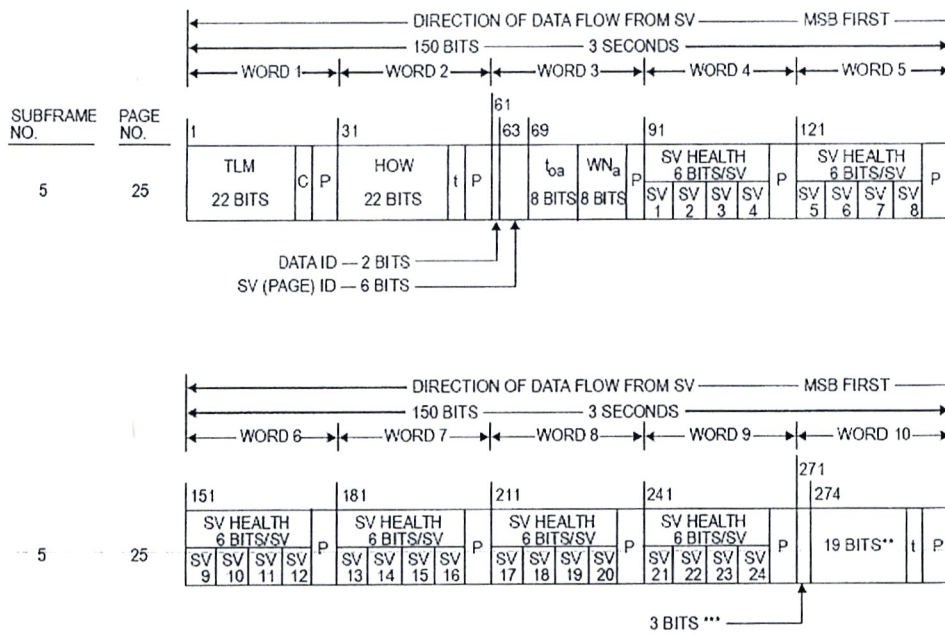 DIRECTION OF DATA FLOW FROM SV MSB FIRST
150 BITS 3 SECONDS
WORD 1 WORD 2 WORD 3 WORD 4 WORD 5
SUBFRAME NO. PAGE NO.
1 31 61 63 69 91 121
5 25
TLM 22 BITS C P HOW 22 BITS t P toa 8 BITS WNa 8 BITS P SV HEALTH 6 BITS/SV P SV HEALTH 6 BITS/SV P
SV 1 SV 2 SV 3 SV 4 SV 5 SV 6 SV 7 SV 8
DATA ID — 2 BITS
SV (PAGE) ID — 6 BITS
DIRECTION OF DATA FLOW FROM SV MSB FIRST
150 BITS 3 SECONDS
WORD 6 WORD 7 WORD 8 WORD 9 WORD 10
151 181 211 241 271 274
5 25
SV HEALTH 6 BITS/SV P SV HEALTH 6 BITS/SV P SV HEALTH 6 BITS/SV P SV HEALTH 6 BITS/SV P 19 BITS** t P
SV 9 SV 10 SV 11 SV 12 SV 13 SV 14 SV 15 SV 16 SV 17 SV 18 SV 19 SV 20 SV 21 SV 22 SV 23 SV 24
3 BITS ***